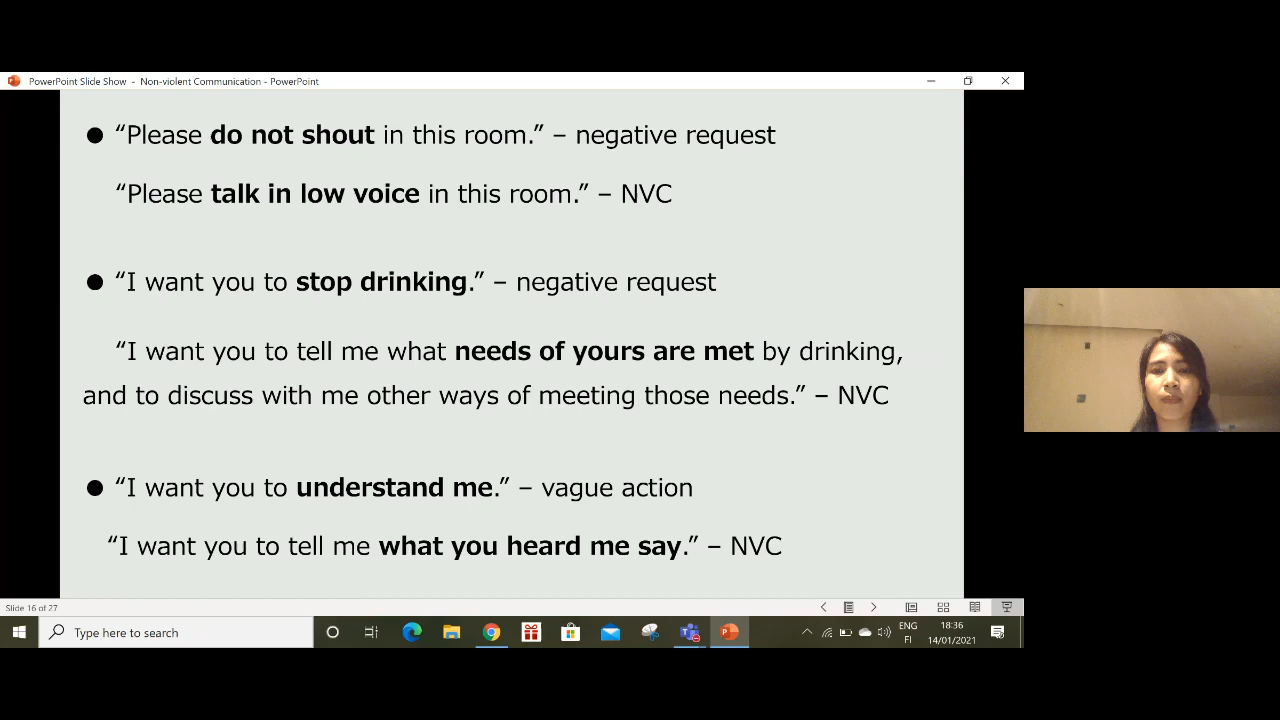 PowerPoint Slide Show - Non-violent Communication - PowerPoint
● “Please do not shout in this room.” – negative request
“Please talk in low voice in this room.” – NVC
● “I want you to stop drinking.” – negative request
“I want you to tell me what needs of yours are met by drinking,
and to discuss with me other ways of meeting those needs.” – NVC
● “I want you to understand me.” – vague action
“I want you to tell me what you heard me say.” – NVC
Slide 16 of 27
Type here to search
ENG
FI
18:36
14/01/2021